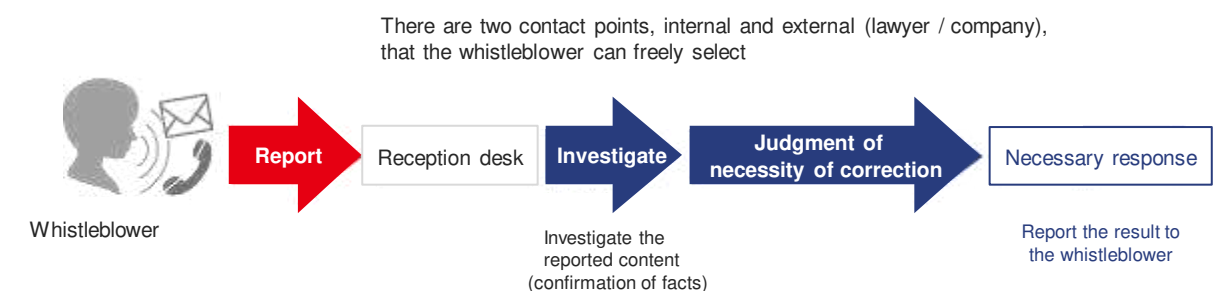 There are two contact points, internal and external (lawyer / company),
that the whistleblower can freely select
Report
Reception desk
Investigate
Judgment of
necessity of correction
Necessary response
Whistleblower
Investigate the
reported content
(confirmation of facts)
Report the result to
the whistleblower